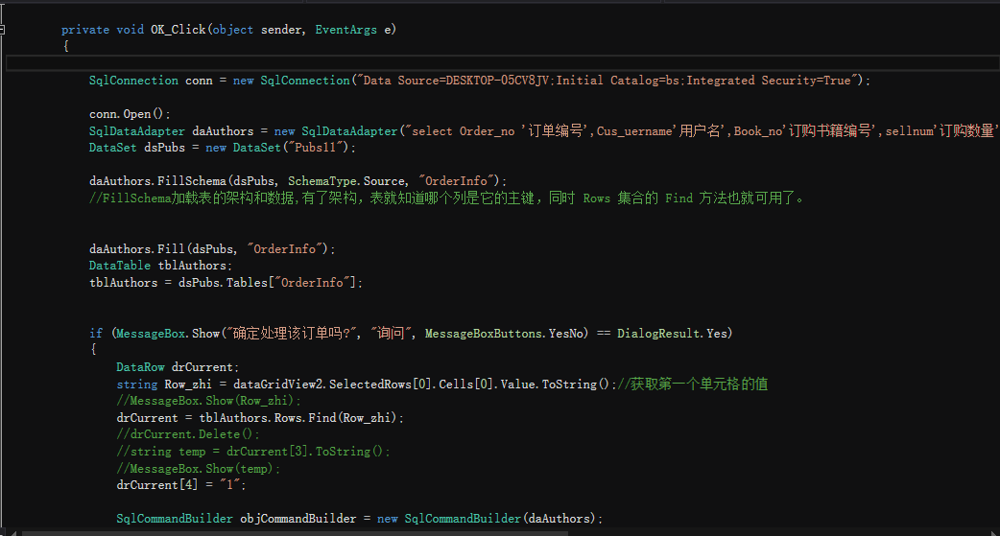 private void OK_Click(object sender, EventArgs e)
{
SqlConnection conn = new SqlConnection("Data Source=DESKTOP-O5CV8JV;Initial Catalog=bs;Integrated Security=True");
conn.Open();
SqlDataAdapter daAuthors = new SqlDataAdapter("select Order_no '订单编号',Cus_uername'用户名',Book_no'订购书籍编号',sellnum'订购数量'
DataSet dsPubs = new DataSet("Pubs11");
daAuthors.FillSchema(dsPubs, SchemaType.Source, "OrderInfo");
//FillSchema加载表的架构和数据,有了架构，表就知道哪个列是它的主键，同时 Rows 集合的 Find 方法也就可用了。
daAuthors.Fill(dsPubs, "OrderInfo");
DataTable tblAuthors;
tblAuthors = dsPubs.Tables["OrderInfo"];
if (MessageBox.Show("确定处理该订单吗?", "询问", MessageBoxButtons.YesNo) == DialogResult.Yes)
{
DataRow drCurrent;
string Row_zhi = dataGridView2.SelectedRows[0].Cells[0].Value.ToString();//获取第一个单元格的值
//MessageBox.Show(Row_zhi);
drCurrent = tblAuthors.Rows.Find(Row_zhi);
//drCurrent.Delete();
//string temp = drCurrent[3].ToString();
//MessageBox.Show(temp);
drCurrent[4] = "1";
SqlCommandBuilder objCommandBuilder = new SqlCommandBuilder(daAuthors);